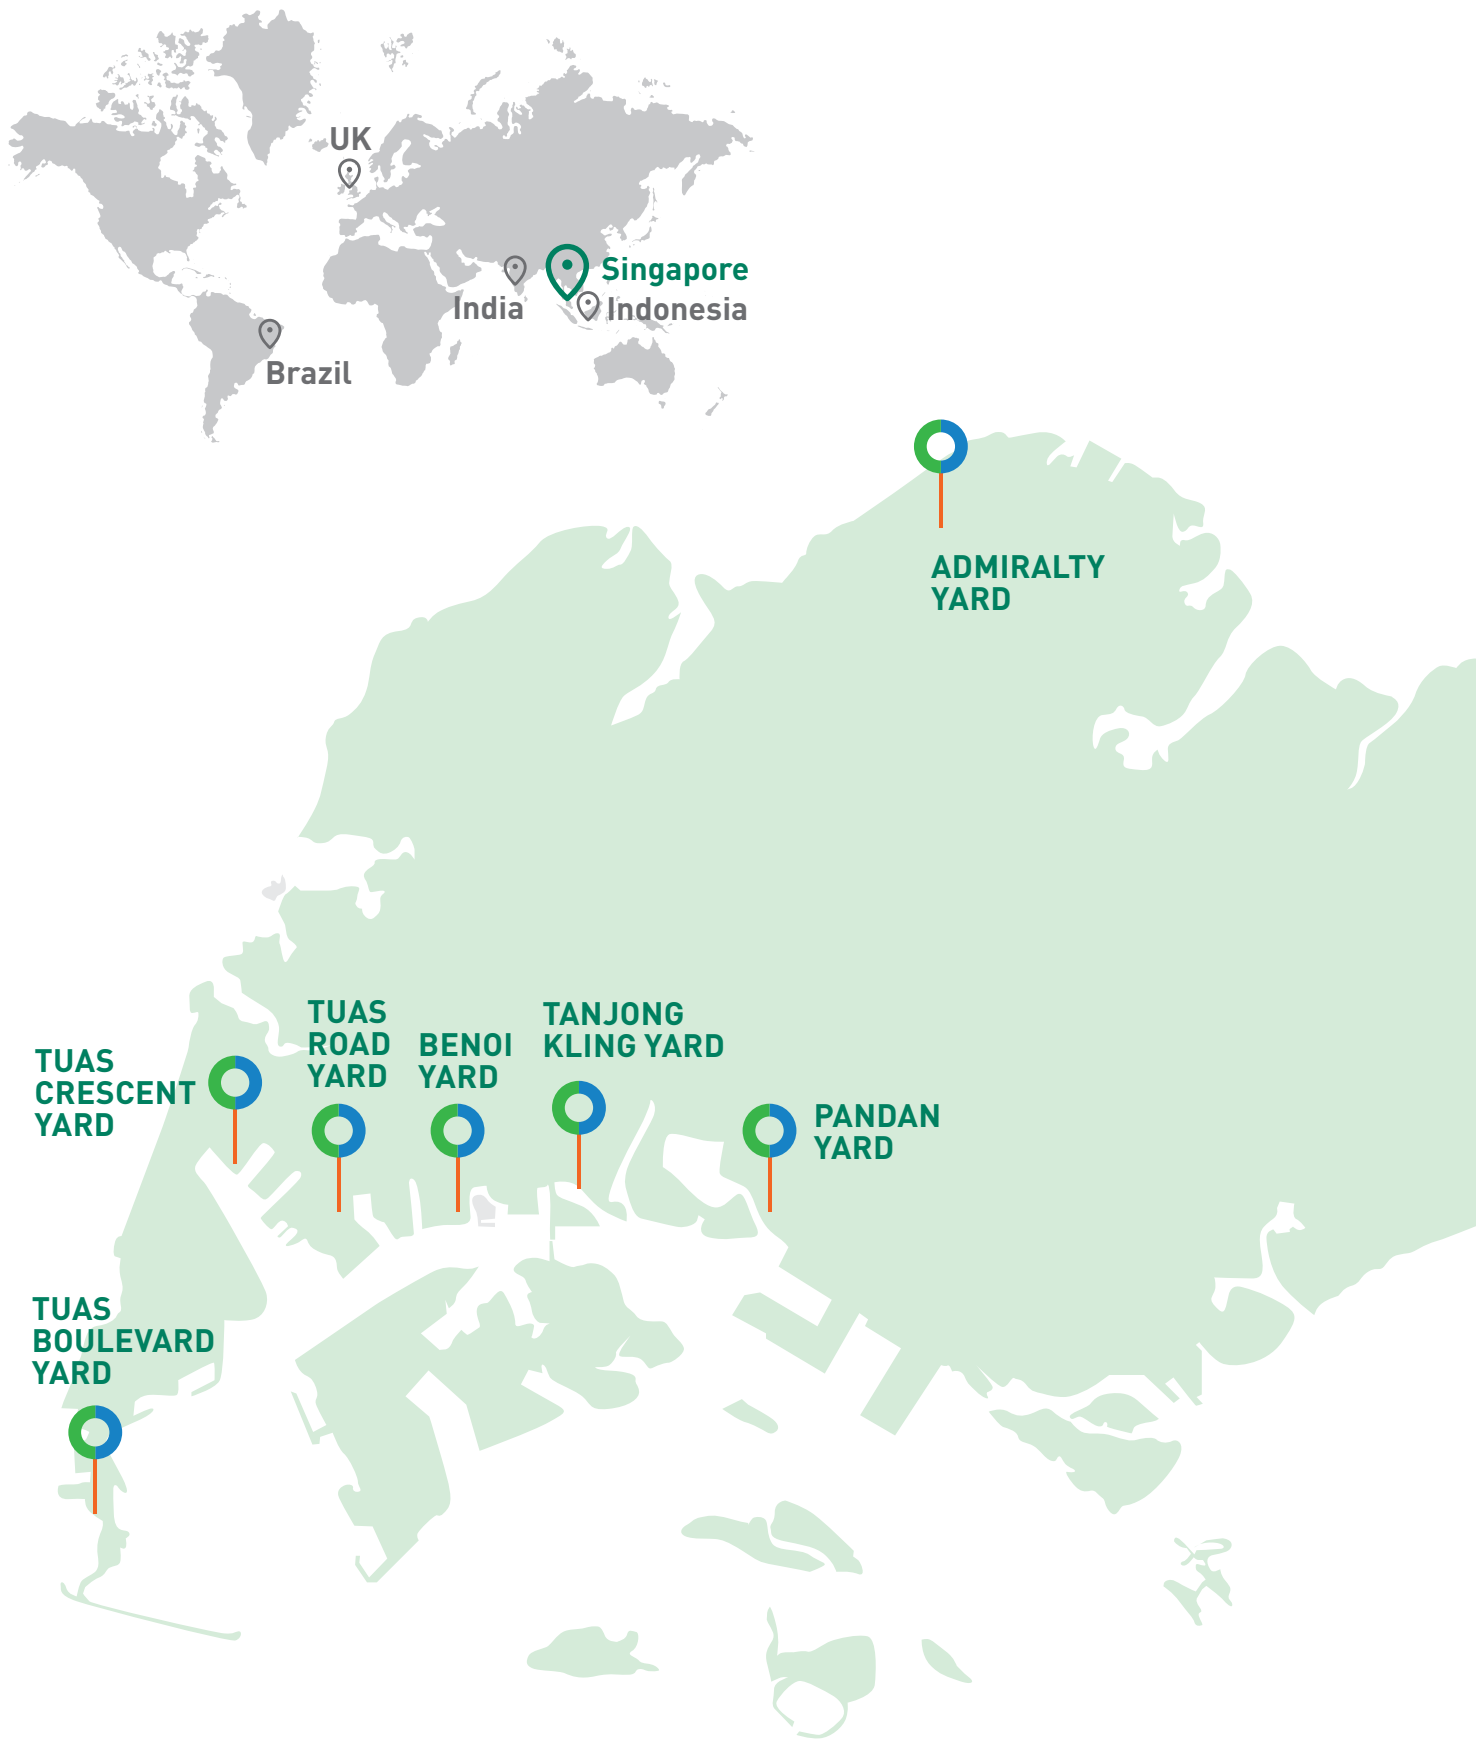 UK
Singapore
India
Indonesia
Brazil
ADMIRALTY
YARD
TUAS
ROAD
YARD
BENOI
YARD
TANJONG
KLING YARD
TUAS
CRESCENT
YARD
PANDAN
YARD
TUAS
BOULEVARD
YARD